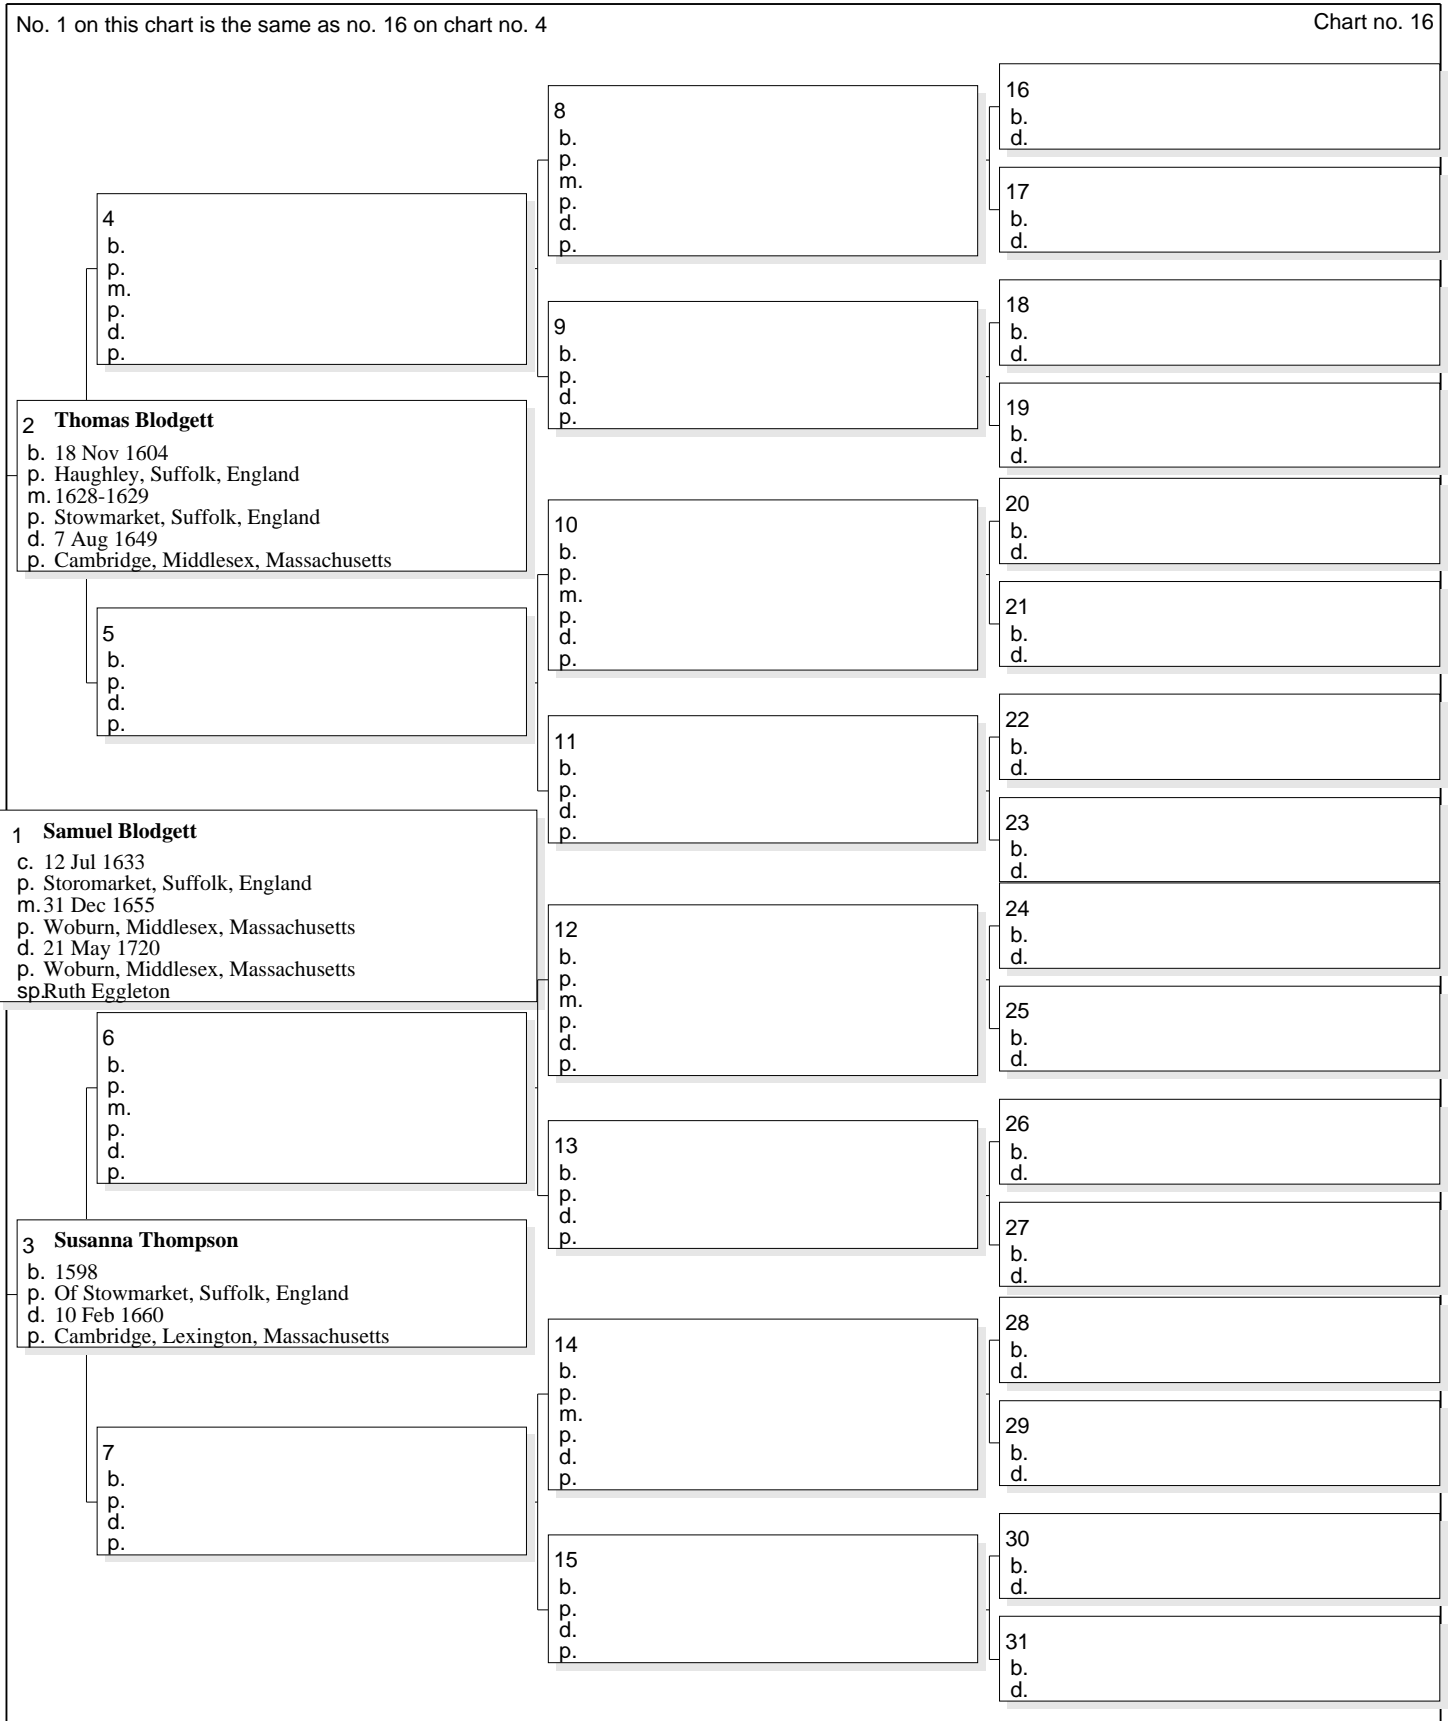 No. 1 on this chart is the same as no. 16 on chart no. 4
Chart no. 16
1 Samuel Blodgett
c. 12 Jul 1633
p. Storomarket, Suffolk, England
m. 31 Dec 1655
p. Woburn, Middlesex, Massachusetts
d. 21 May 1720
p. Woburn, Middlesex, Massachusetts
sp. Ruth Eggleton
2 Thomas Blodgett
b. 18 Nov 1604
p. Haughley, Suffolk, England
m. 1628-1629
p. Stowmarket, Suffolk, England
d. 7 Aug 1649
p. Cambridge, Middlesex, Massachusetts
3 Susanna Thompson
b. 1598
p. Of Stowmarket, Suffolk, England
d. 10 Feb 1660
p. Cambridge, Lexington, Massachusetts
4
b.
p.
m.
p.
d.
p.
5
b.
p.
d.
p.
6
b.
p.
m.
p.
d.
p.
7
b.
p.
d.
p.
8
b.
p.
m.
p.
d.
p.
9
b.
p.
d.
p.
10
b.
p.
m.
p.
d.
p.
11
b.
p.
d.
p.
12
b.
p.
m.
p.
d.
p.
13
b.
p.
d.
p.
14
b.
p.
m.
p.
d.
p.
15
b.
p.
d.
p.
16
b.
d.
17
b.
d.
18
b.
d.
19
b.
d.
20
b.
d.
21
b.
d.
22
b.
d.
23
b.
d.
24
b.
d.
25
b.
d.
26
b.
d.
27
b.
d.
28
b.
d.
29
b.
d.
30
b.
d.
31
b.
d.